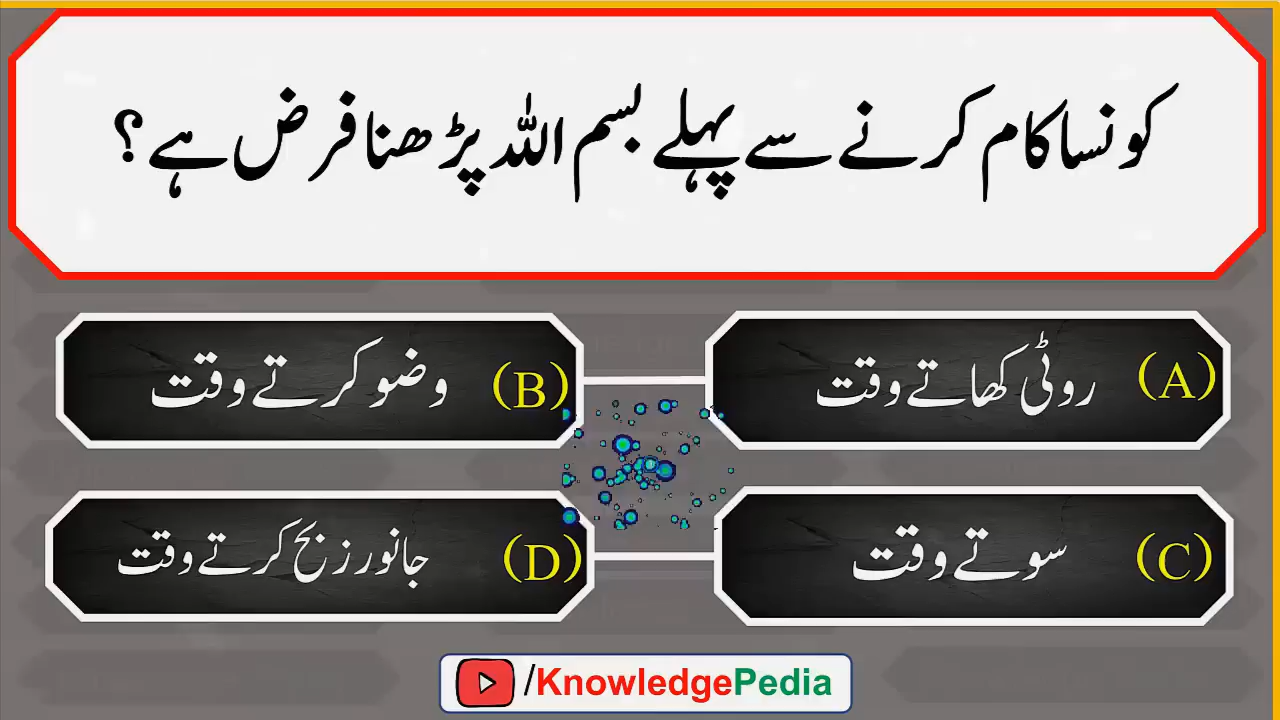 کونسا کام کرنے سے پہلے بسم اللہ پڑھنا فرض ہے؟
(A) روٹی کھاتے وقت
(B) وضو کرتے وقت
(C) سوتے وقت
(D) جانور زبح کرتے وقت
/KnowledgePedia